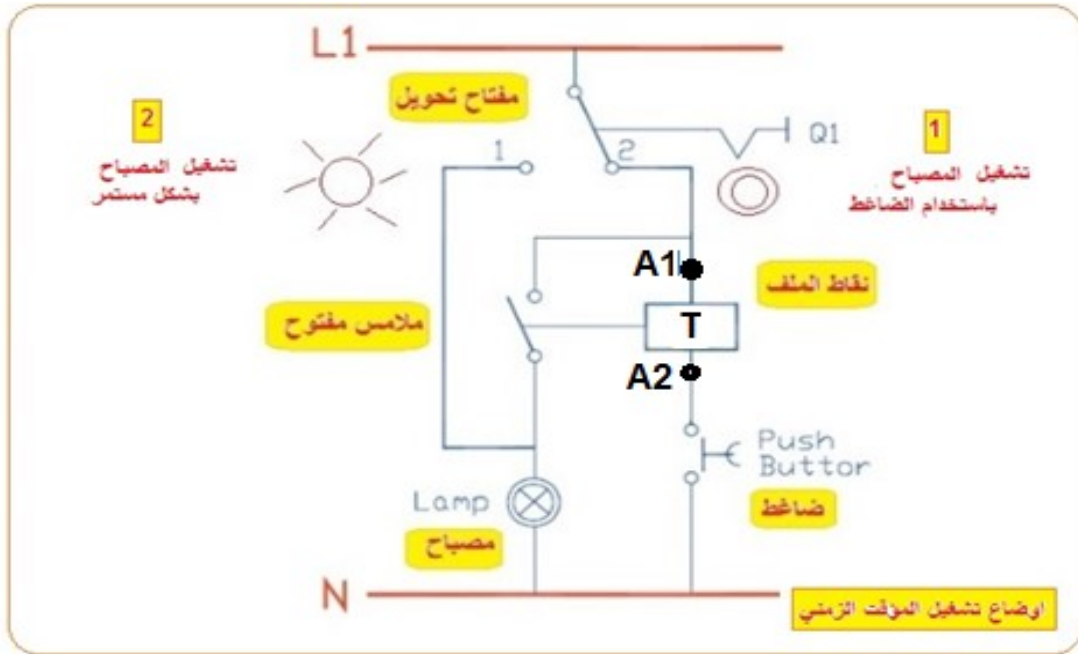 L1
مفتاح تحويل
2
1
تشغيل المصباح
بشكل مستمر
1
2
Q1
تشغيل المصباح
باستخدام الضاغط
A1
نقاط الملف
ملامس مفتوح
T
A2
Push
Buttor
ضاغط
Lamp
مصباح
N
اوضاع تشغيل المؤقت الزمني